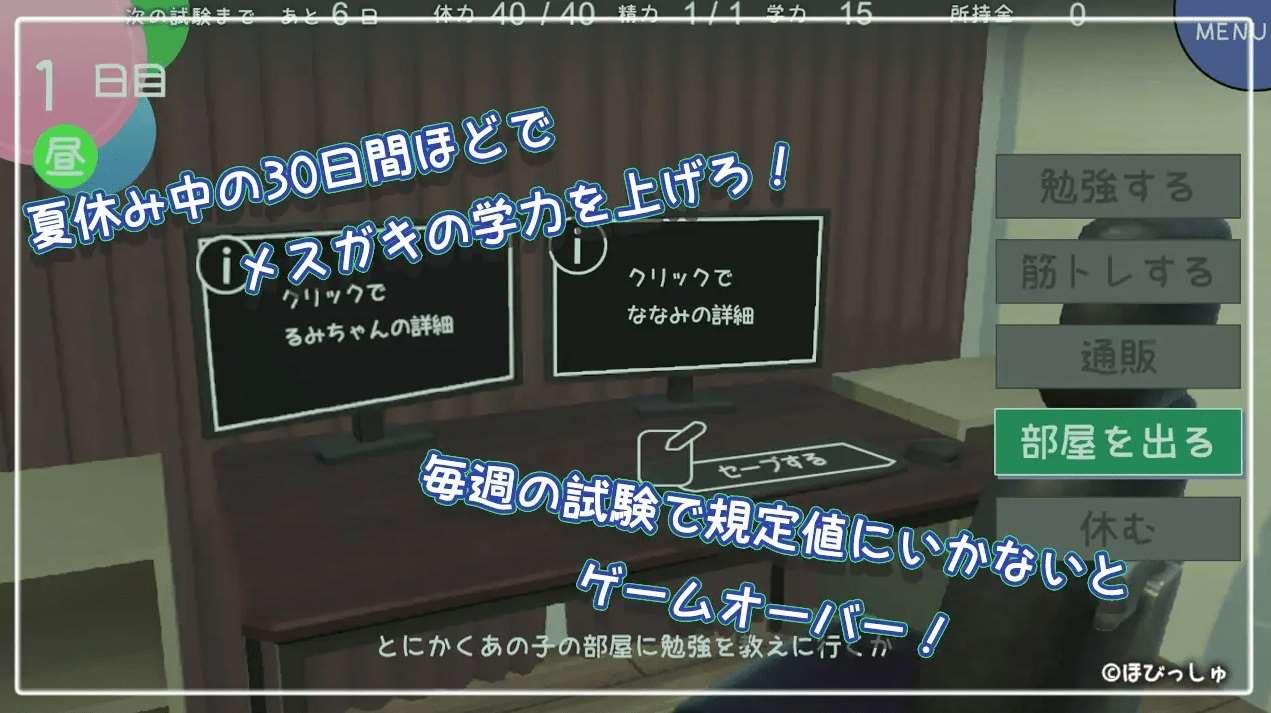 次の試験まで あと 6 日 体力 40 / 40 精力 1 / 1 学力 15 所持金 0
MENU
1 日目
昼
夏休み中の30日間ほどで
メスガキの学力を上げろ！
i
クリックで
るみちゃんの詳細
i
クリックで
ななみの詳細
勉強する
筋トレする
通販
部屋を出る
休む
セーブする
毎週の試験で規定値にいかないと
ゲームオーバー！
とにかくあの子の部屋に勉強を教えに行くか
©ほびっしゅ